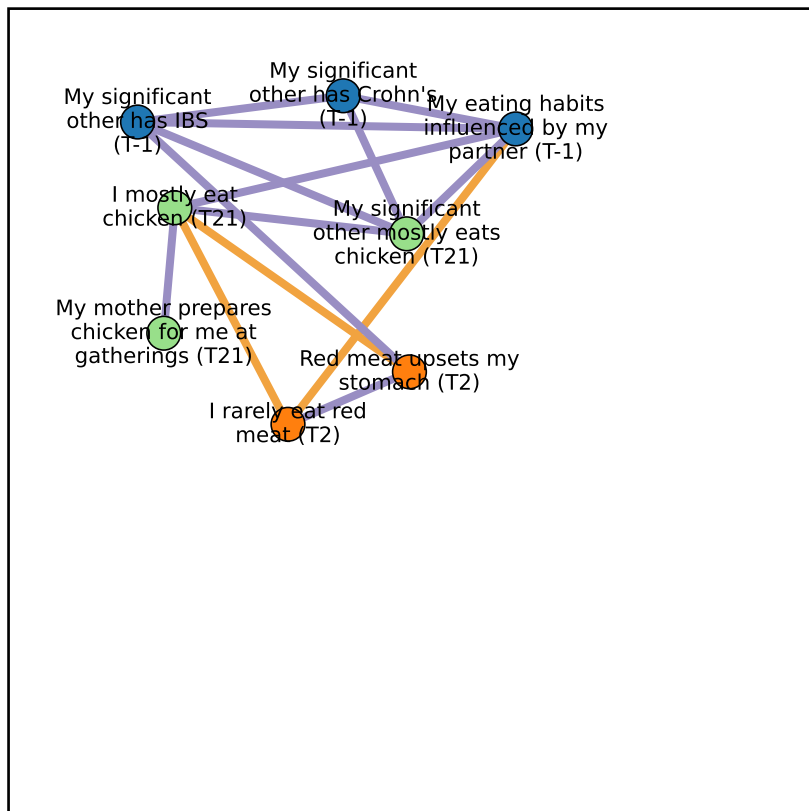 My significant
other has Crohn's
(T-1)
My significant
other has IBS
(T-1)
My eating habits
influenced by my
partner (T-1)
I mostly eat
chicken (T21)
My significant
other mostly eats
chicken (T21)
My mother prepares
chicken for me at
gatherings (T21)
Red meat upsets my
stomach (T2)
I rarely eat red
meat (T2)